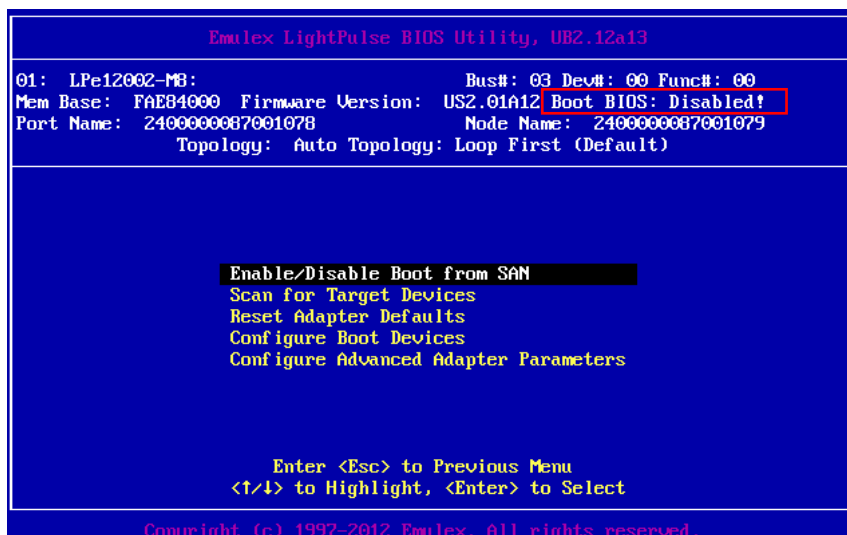 Emulex LightPulse BIOS Utility, UB2.12a13
01: LPe12002-M8: Bus#: 03 Dev#: 00 Func#: 00
Mem Base: FAE84000 Firmware Version: US2.01A12 Boot BIOS: Disabled!
Port Name: 2400000087001078 Node Name: 2400000087001079
Topology: Auto Topology: Loop First (Default)
Enable/Disable Boot from SAN
Scan for Target Devices
Reset Adapter Defaults
Configure Boot Devices
Configure Advanced Adapter Parameters
Enter <Esc> to Previous Menu
<↑/↓> to Highlight, <Enter> to Select
Copyright (c) 1997-2012 Emulex. All rights reserved.